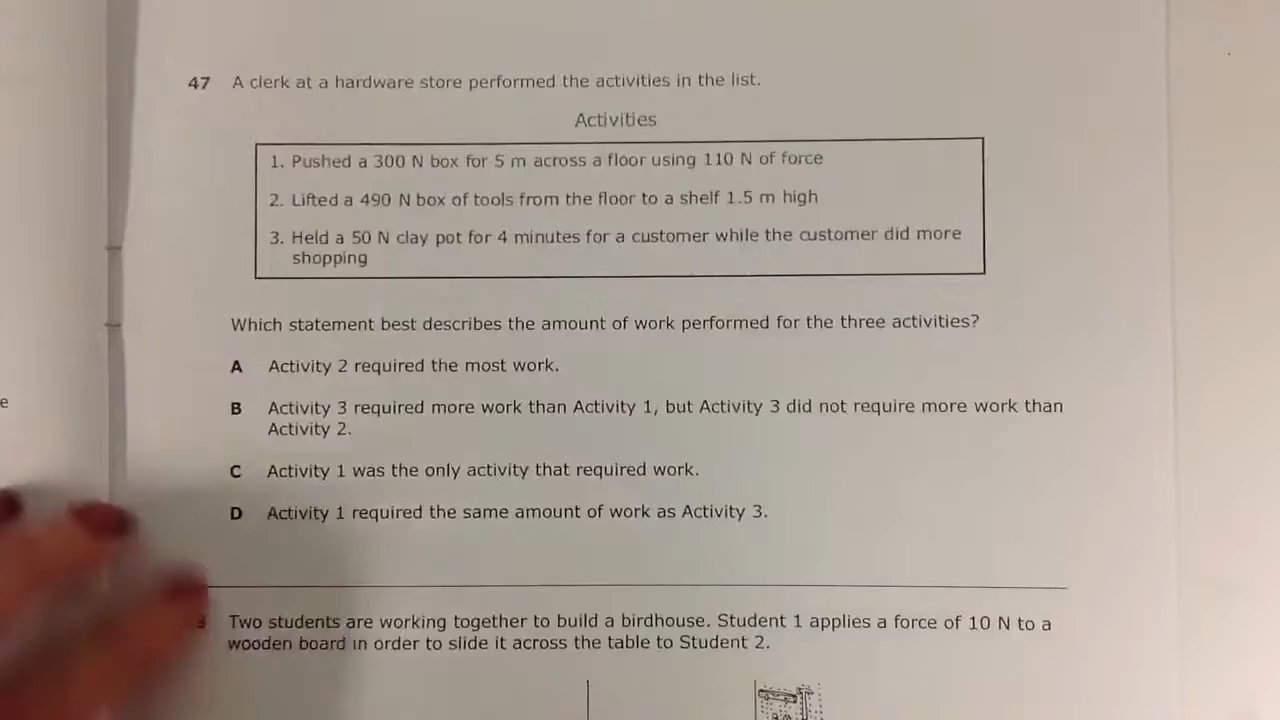 47 A clerk at a hardware store performed the activities in the list.
Activities
1. Pushed a 300 N box for 5 m across a floor using 110 N of force
2. Lifted a 490 N box of tools from the floor to a shelf 1.5 m high
3. Held a 50 N clay pot for 4 minutes for a customer while the customer did more
shopping
Which statement best describes the amount of work performed for the three activities?
A Activity 2 required the most work.
B Activity 3 required more work than Activity 1, but Activity 3 did not require more work than
Activity 2.
C Activity 1 was the only activity that required work.
e
D Activity 1 required the same amount of work as Activity 3.
Two students are working together to build a birdhouse. Student 1 applies a force of 10 N to a
wooden board in order to slide it across the table to Student 2.